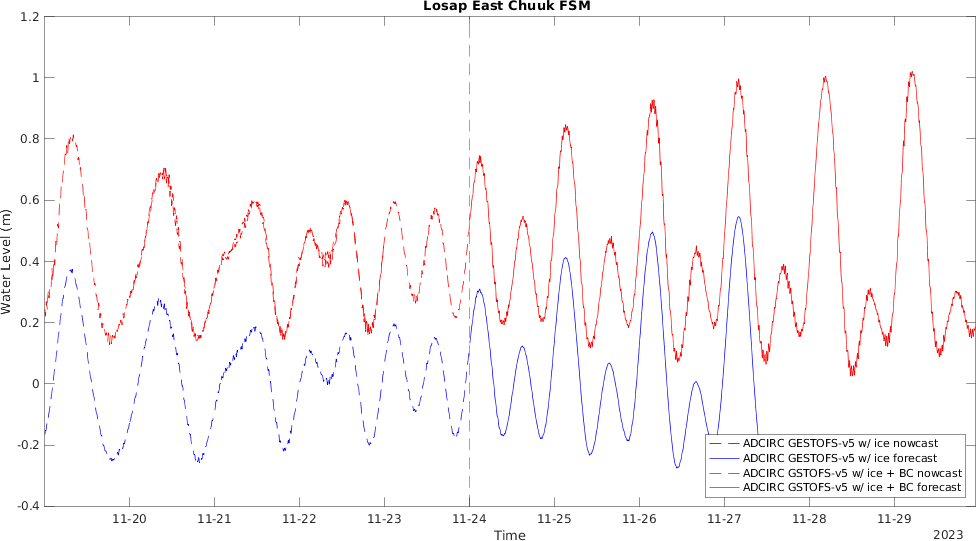 Losap East Chuuk FSM
1.2
1
0.8
0.6
0.4
0.2
0
-0.2
-0.4
Water Level (m)
ADCIRC GESTOFS-v5 w/ ice nowcast
ADCIRC GESTOFS-v5 w/ ice forecast
ADCIRC GSTOFS-v5 w/ ice + BC nowcast
ADCIRC GSTOFS-v5 w/ ice + BC forecast
11-20 11-21 11-22 11-23 11-24 11-25 11-26 11-27 11-28 11-29
Time
2023